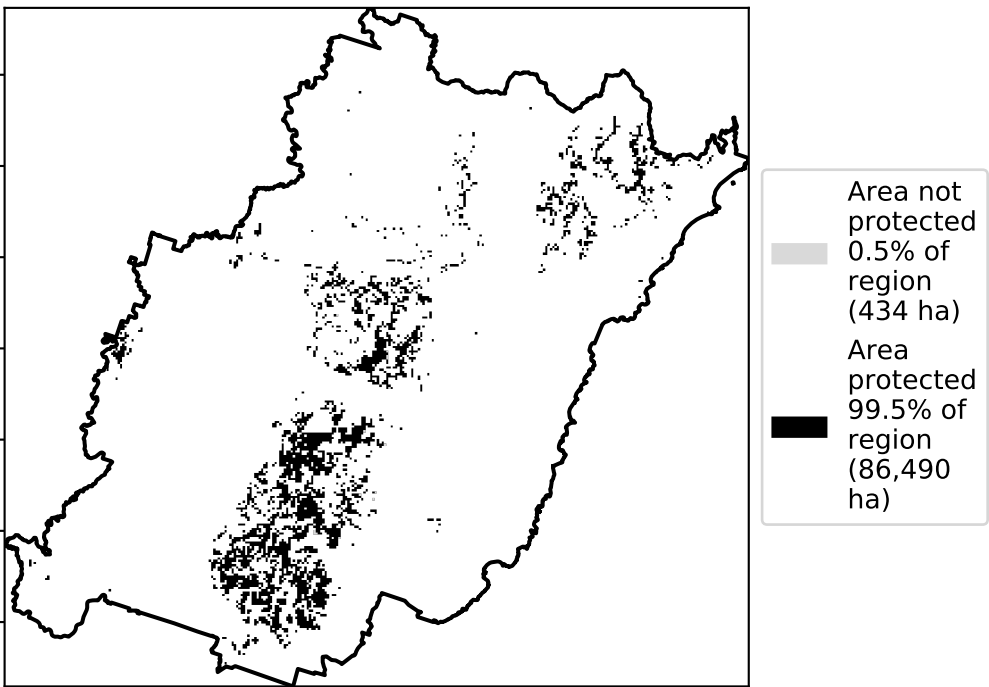 Area not
protected
0.5% of
region
(434 ha)
Area
protected
99.5% of
region
(86,490
ha)